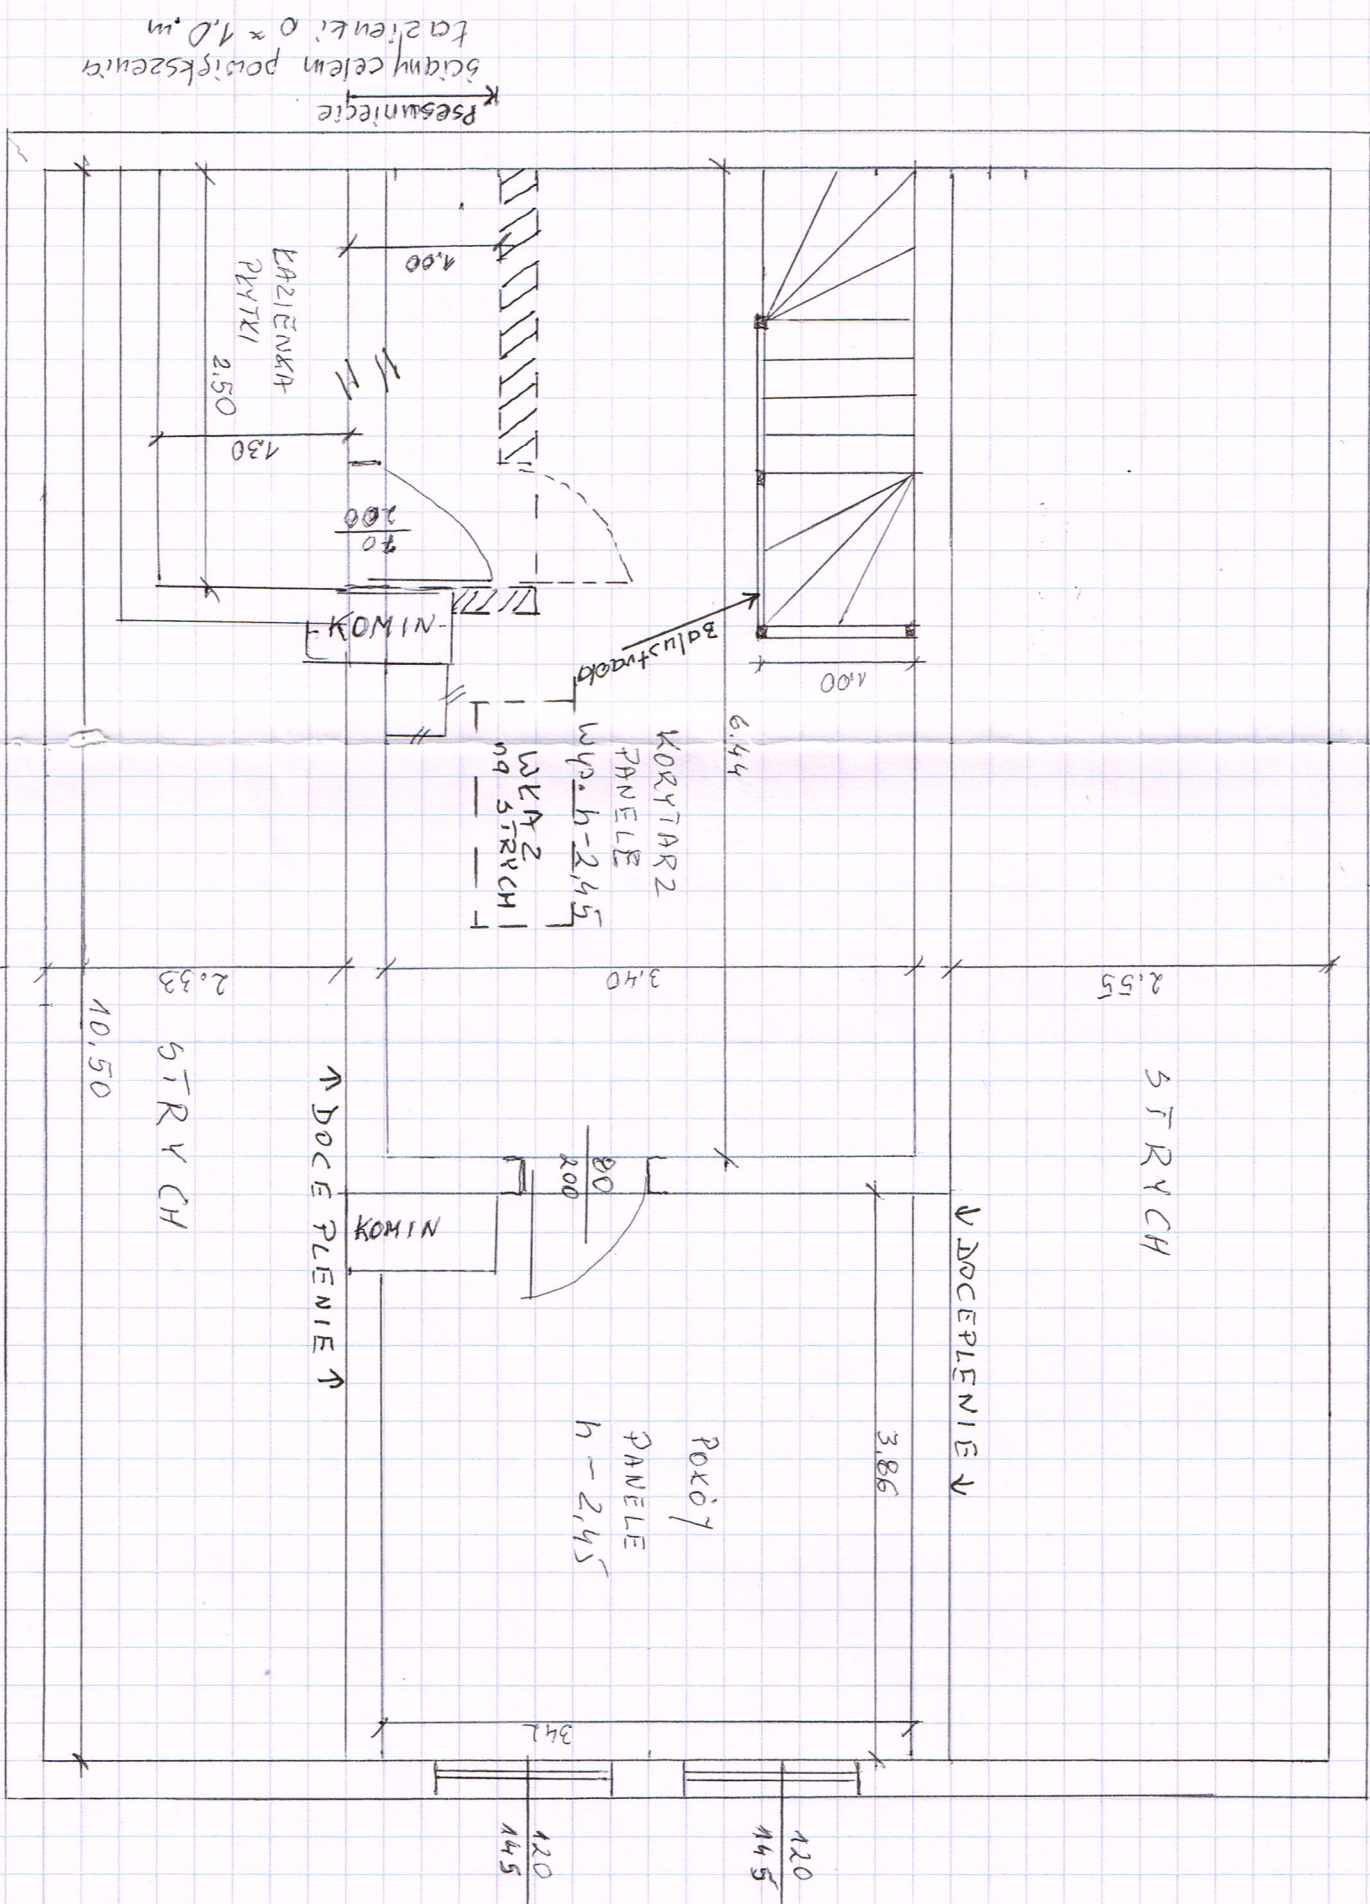 Przesunięcie
ściany celem powiększenia
łazienki o ≈ 1.0 m
1,00
ŁAZIENKA
PŁYTKI
2.50
1,30
70
200
KOMIN
balustrada
1,00
6.44
KORYTARZ
PANELE
wys. h-2,45
WŁAZ
na STRYCH
2.33
3,40
2.55
10,50
STRYCH
STRYCH
↑ DOCEPLENIE ↑
↓ DOCEPLENIE ↓
80
200
KOMIN
3.86
POKÓJ
PANELE
h - 2,45
342
120
145
120
145